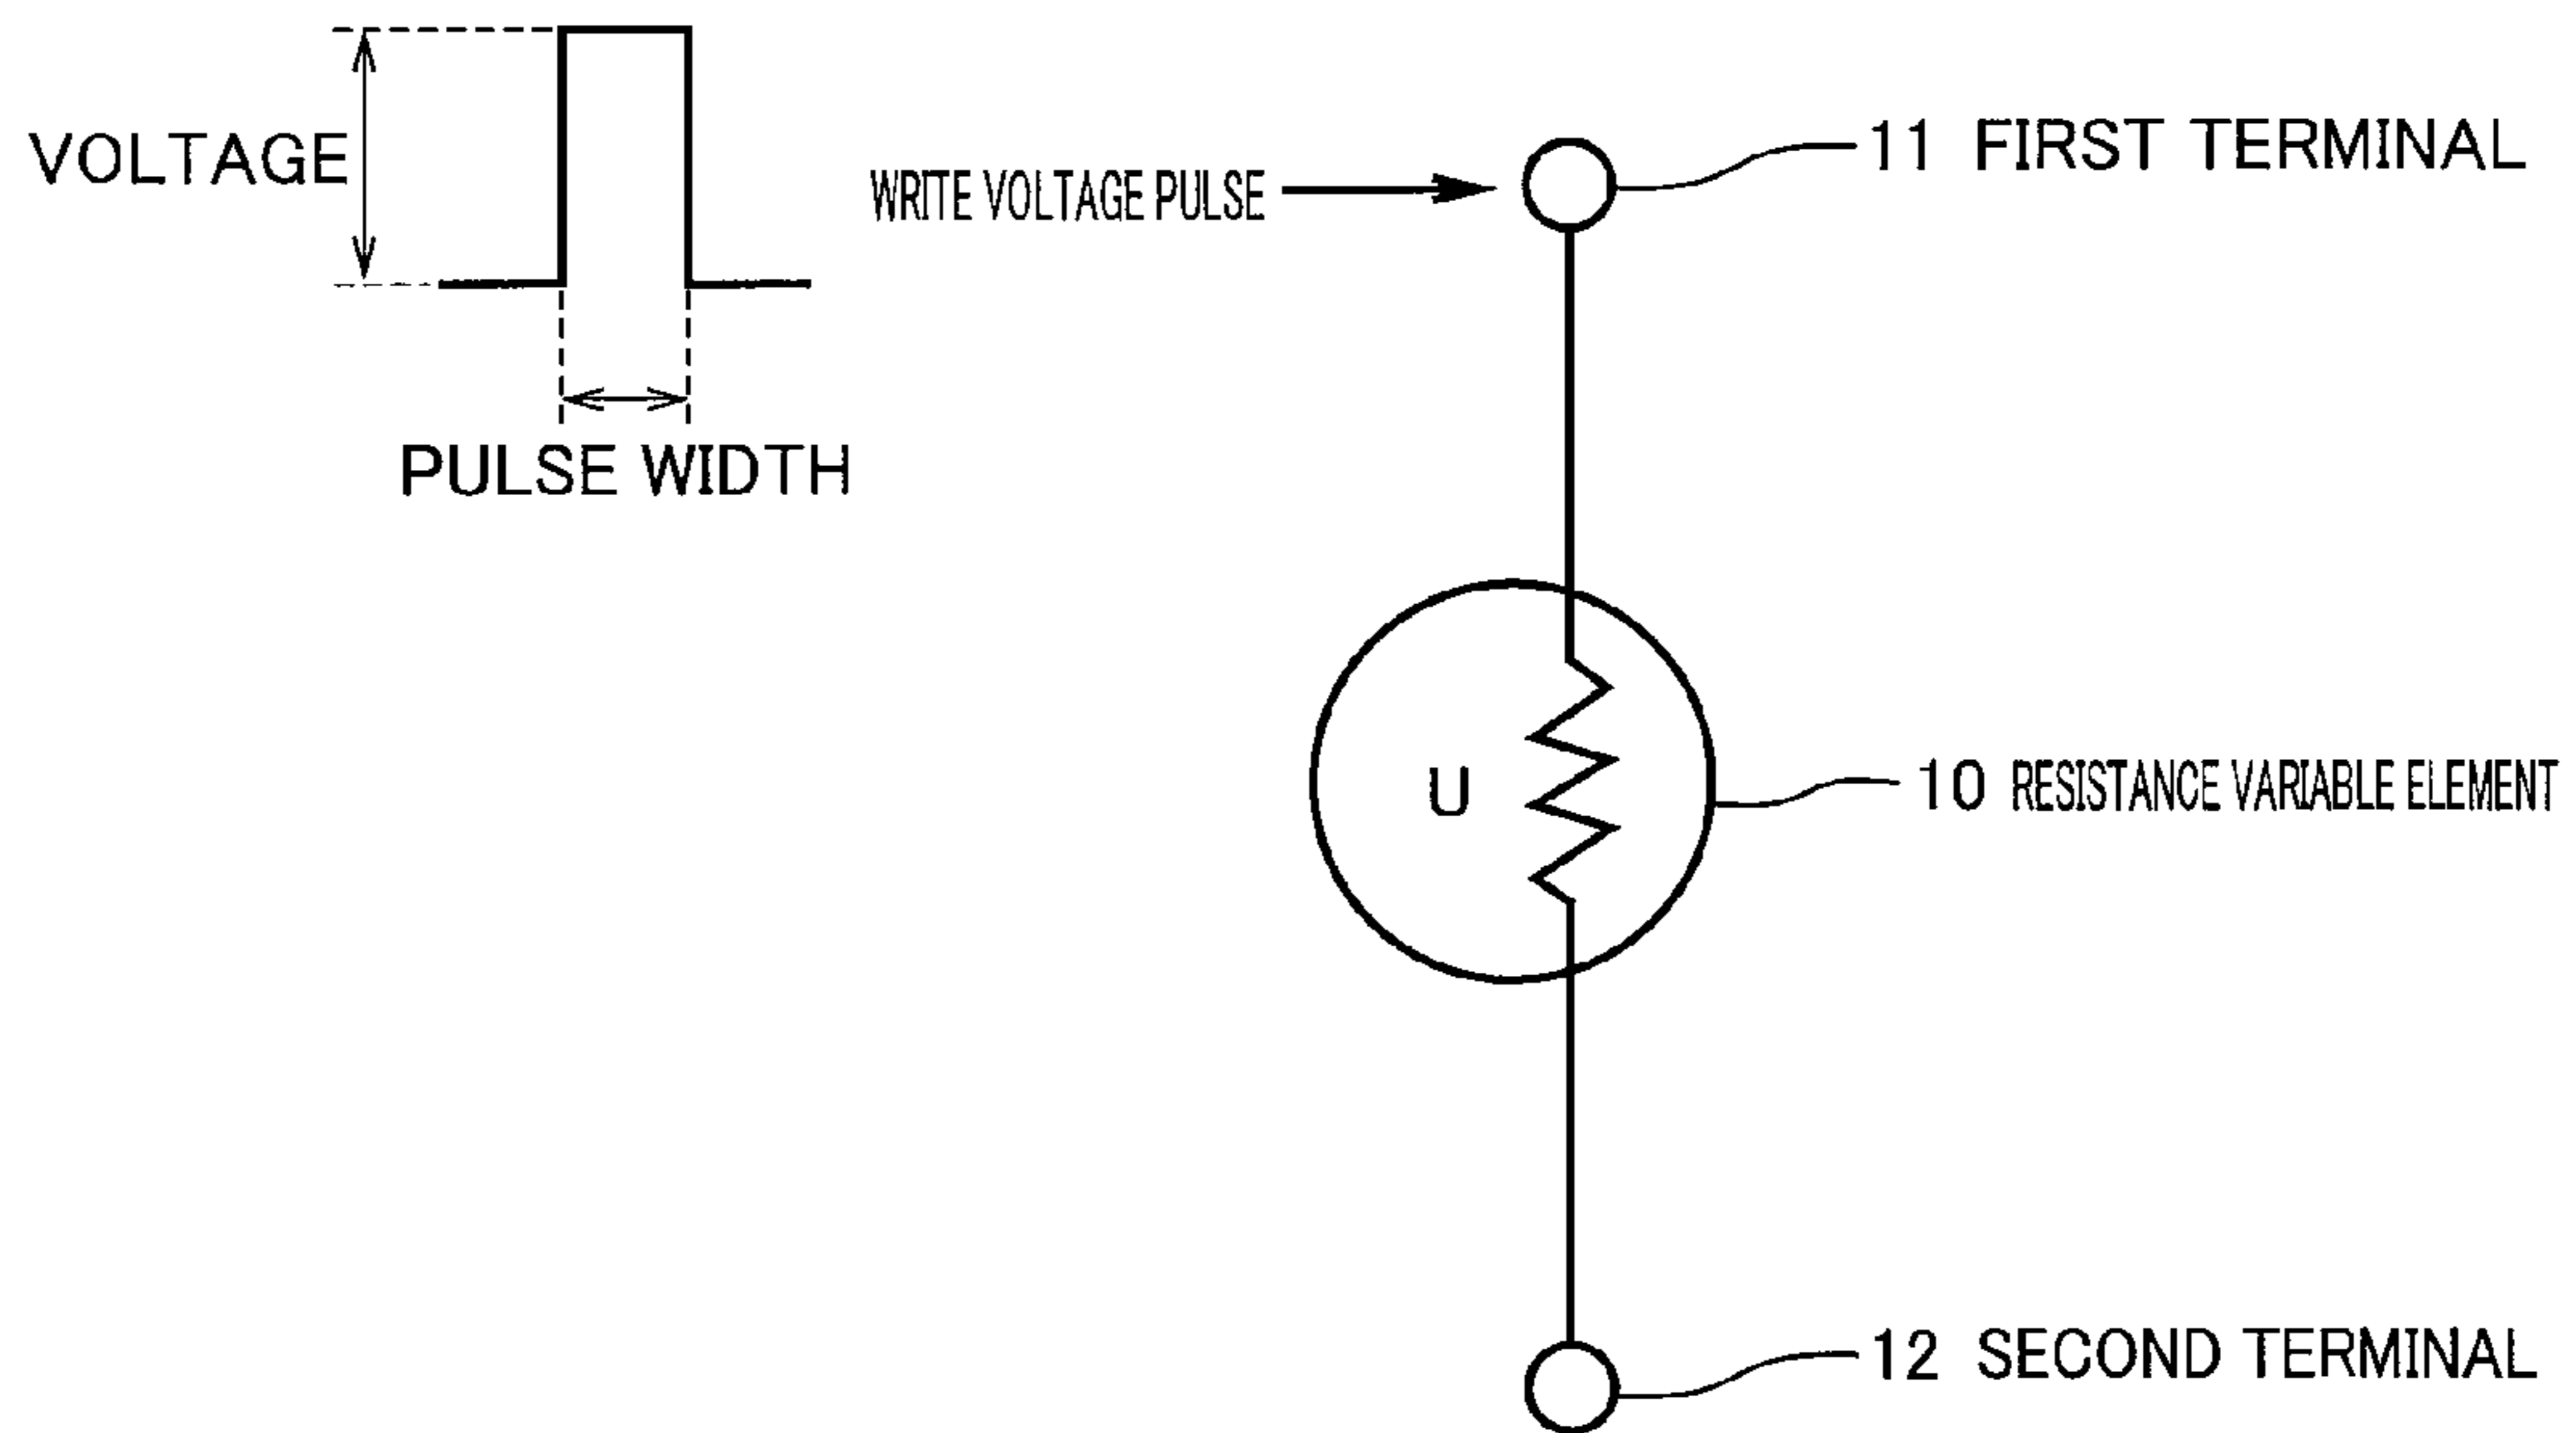 VOLTAGE
PULSE WIDTH
WRITE VOLTAGE PULSE
11 FIRST TERMINAL
U
10 RESISTANCE VARIABLE ELEMENT
12 SECOND TERMINAL